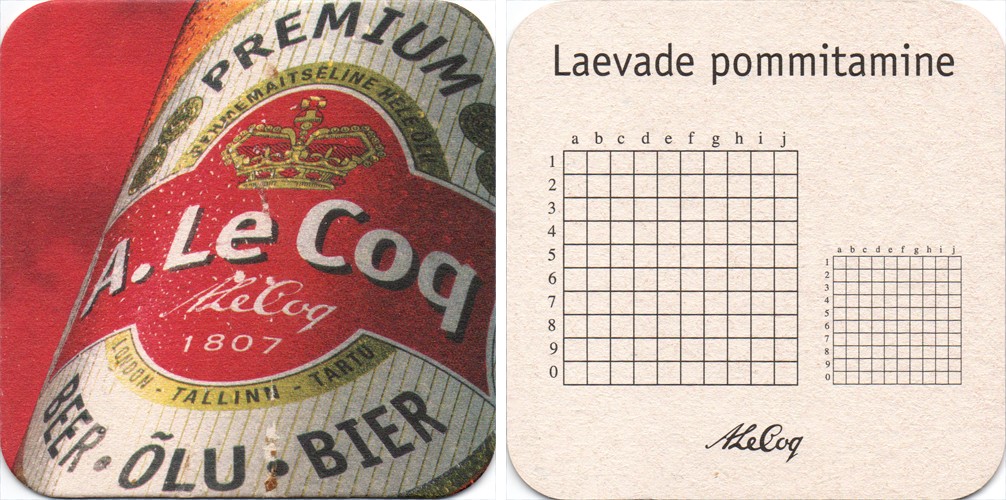 PREMIUM
PEHMEMAITSELINE HELE ÕLU
A. Le Coq
A. Le Coq
1807
LONDON - TALLINN - TARTU
BEER • ÕLU • BIER
Laevade pommitamine
a b c d e f g h i j
1
2
3
4
5
6
7
8
9
0
a b c d e f g h i j
1
2
3
4
5
6
7
8
9
0
A. Le Coq